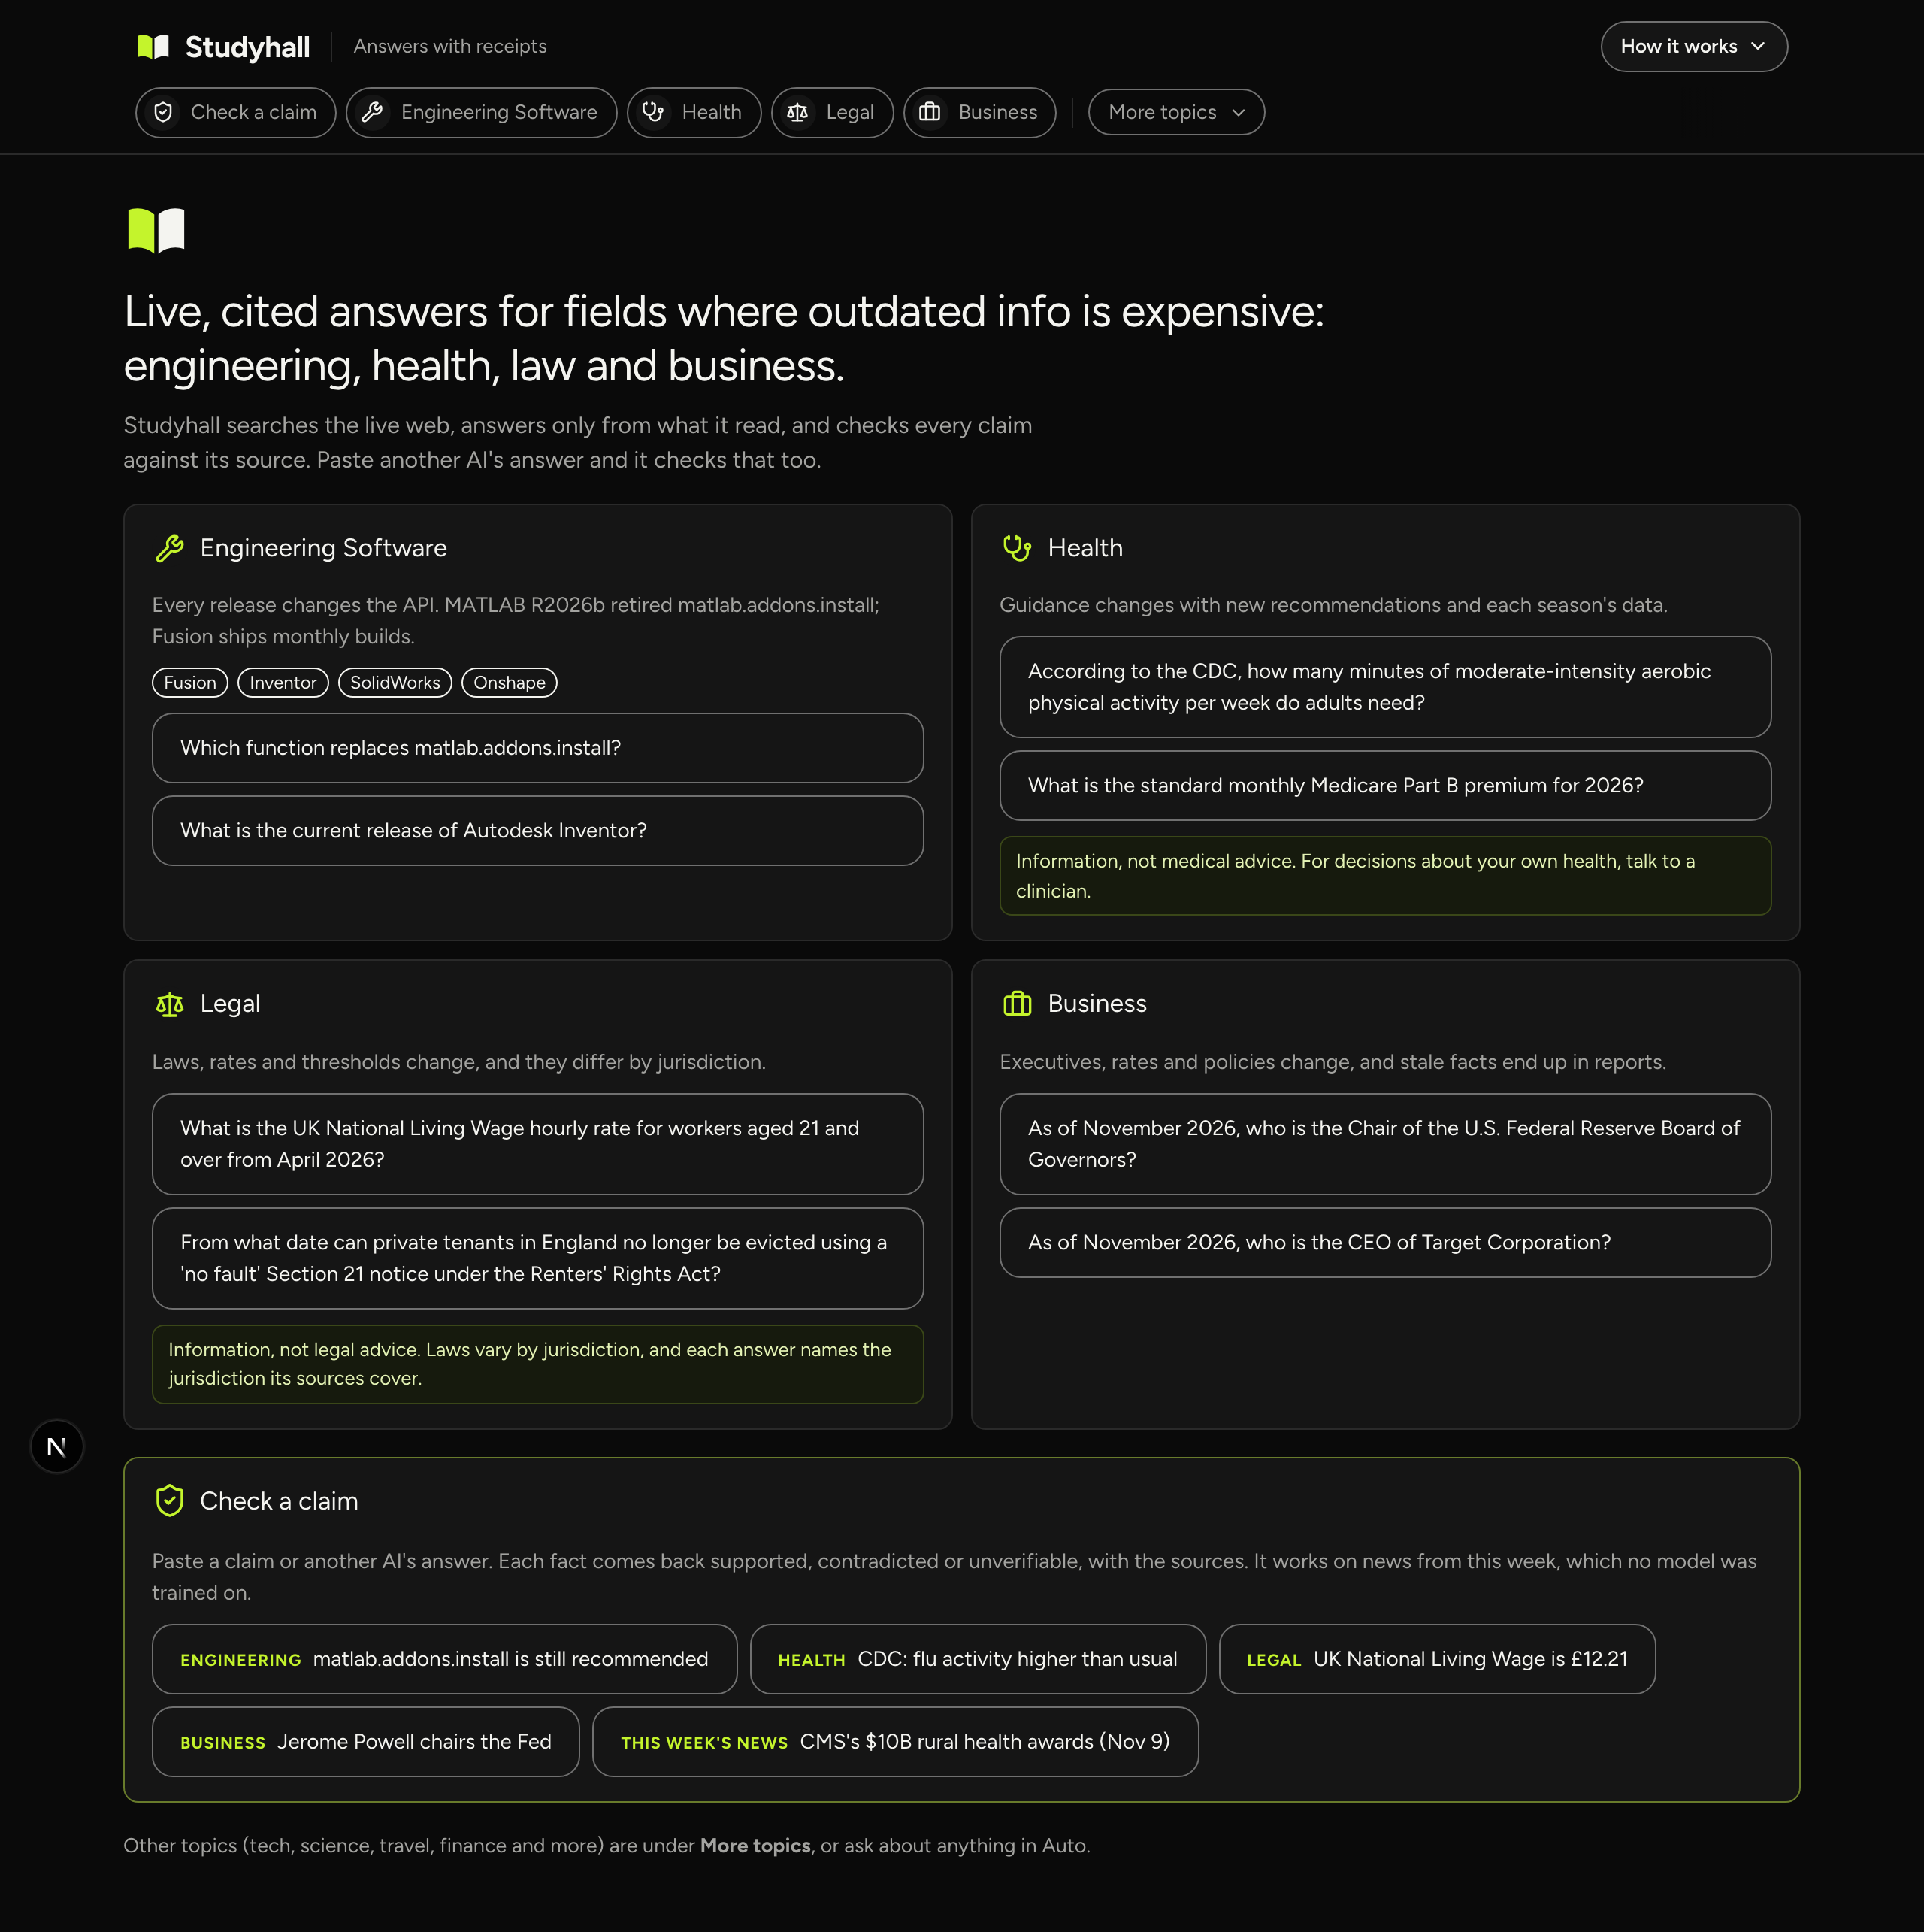 Studyhall
Answers with receipts
How it works
Check a claim
Engineering Software
Health
Legal
Business
More topics
Live, cited answers for fields where outdated info is expensive:
engineering, health, law and business.
Studyhall searches the live web, answers only from what it read, and checks every claim
against its source. Paste another AI's answer and it checks that too.
Engineering Software
Every release changes the API. MATLAB R2026b retired matlab.addons.install;
Fusion ships monthly builds.
Fusion
Inventor
SolidWorks
Onshape
Which function replaces matlab.addons.install?
What is the current release of Autodesk Inventor?
Health
Guidance changes with new recommendations and each season's data.
According to the CDC, how many minutes of moderate-intensity aerobic
physical activity per week do adults need?
What is the standard monthly Medicare Part B premium for 2026?
Information, not medical advice. For decisions about your own health, talk to a
clinician.
Legal
Laws, rates and thresholds change, and they differ by jurisdiction.
What is the UK National Living Wage hourly rate for workers aged 21 and
over from April 2026?
From what date can private tenants in England no longer be evicted using a
'no fault' Section 21 notice under the Renters' Rights Act?
Information, not legal advice. Laws vary by jurisdiction, and each answer names the
jurisdiction its sources cover.
Business
Executives, rates and policies change, and stale facts end up in reports.
As of November 2026, who is the Chair of the U.S. Federal Reserve Board of
Governors?
As of November 2026, who is the CEO of Target Corporation?
N
Check a claim
Paste a claim or another AI's answer. Each fact comes back supported, contradicted or unverifiable, with the sources. It works on news from this week, which no model was
trained on.
ENGINEERING matlab.addons.install is still recommended
HEALTH CDC: flu activity higher than usual
LEGAL UK National Living Wage is £12.21
BUSINESS Jerome Powell chairs the Fed
THIS WEEK'S NEWS CMS's $10B rural health awards (Nov 9)
Other topics (tech, science, travel, finance and more) are under More topics, or ask about anything in Auto.